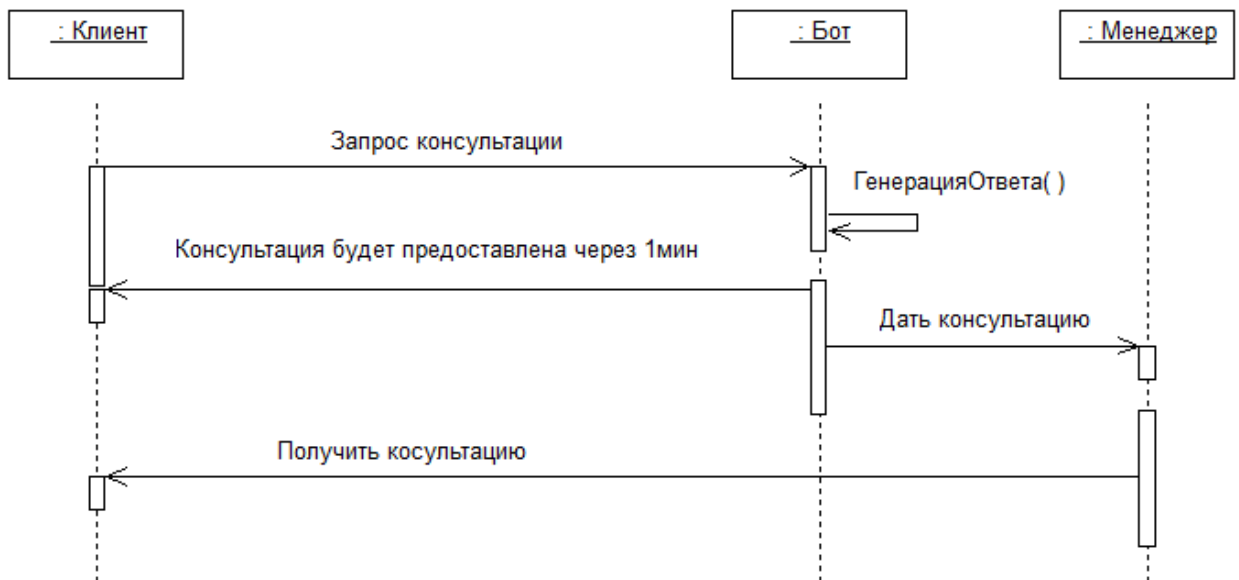 _: Клиент
_: Бот
_: Менеджер
Запрос консультации
ГенерацияОтвета( )
Консультация будет предоставлена через 1мин
Дать консультацию
Получить косультацию